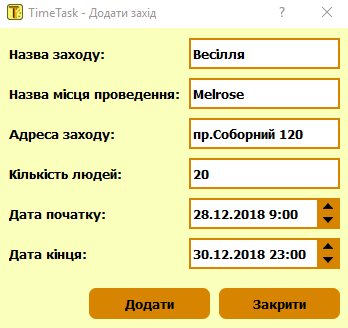 TimeTask - Додати захід
Назва заходу: Весілля
Назва місця проведення: Melrose
Адреса заходу: пр.Соборний 120
Кількість людей: 20
Дата початку: 28.12.2018 9:00
Дата кінця: 30.12.2018 23:00
Додати Закрити